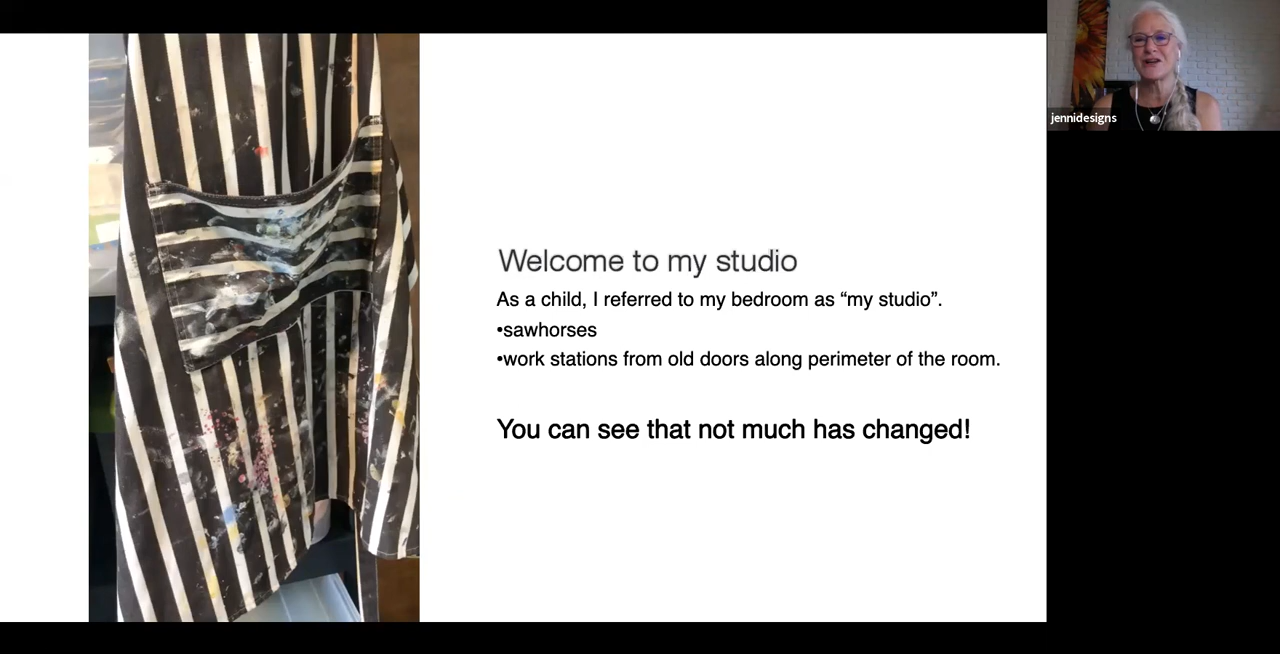 jennidesigns
Welcome to my studio
As a child, I referred to my bedroom as “my studio”.
•sawhorses
•work stations from old doors along perimeter of the room.
You can see that not much has changed!